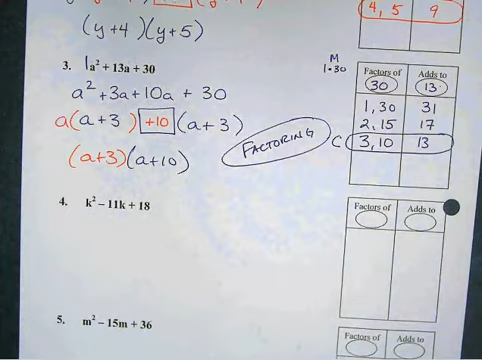 4, 5 9
(y+4)(y+5)
3. 1a² + 13a + 30
M
1·30
Factors of Adds to
30 13
a² + 3a + 10a + 30
1, 30 31
a(a+3) +10 (a+3)
2, 15 17
FACTORING
C 3, 10 13
(a+3)(a+10)
4. k² – 11k + 18
Factors of Adds to
5. m² – 15m + 36
Factors of Adds to